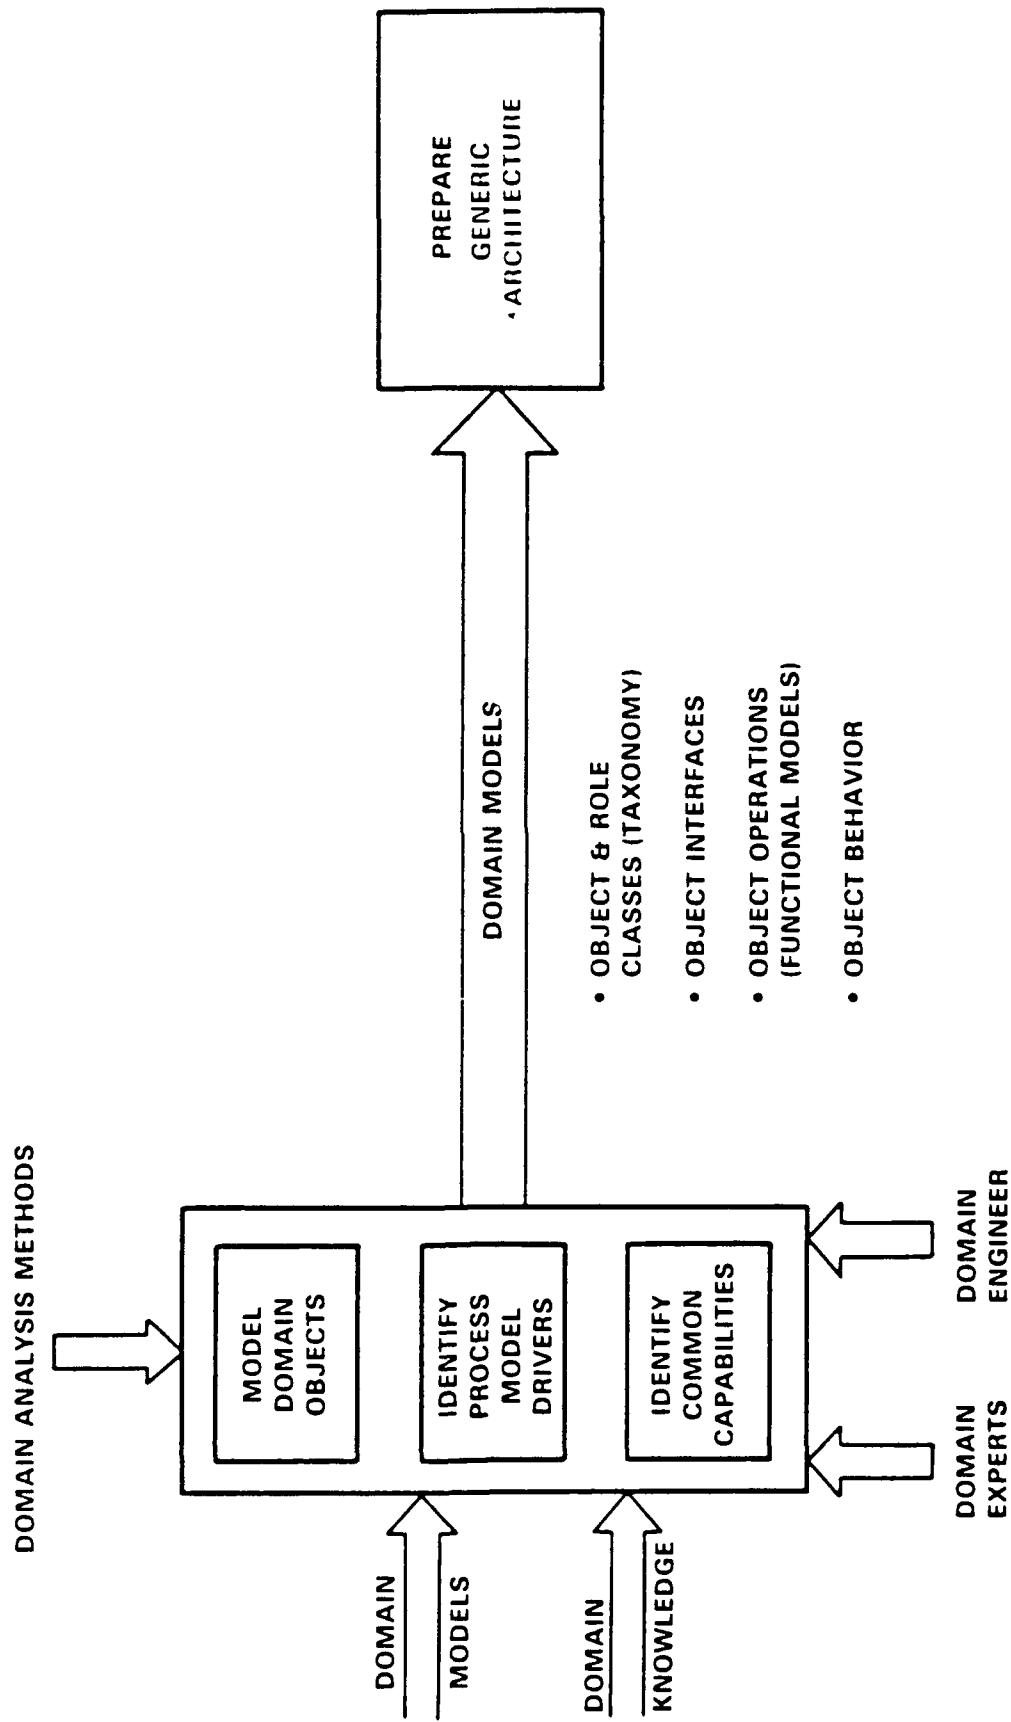 DOMAIN ANALYSIS METHODS
DOMAIN
MODELS
DOMAIN
KNOWLEDGE
MODEL
DOMAIN
OBJECTS
IDENTIFY
PROCESS
MODEL
DRIVERS
IDENTIFY
COMMON
CAPABILITIES
DOMAIN
EXPERTS
DOMAIN
ENGINEER
DOMAIN MODELS
• OBJECT & ROLE
CLASSES (TAXONOMY)
• OBJECT INTERFACES
• OBJECT OPERATIONS
(FUNCTIONAL MODELS)
• OBJECT BEHAVIOR
PREPARE
GENERIC
ARCHITECTURE